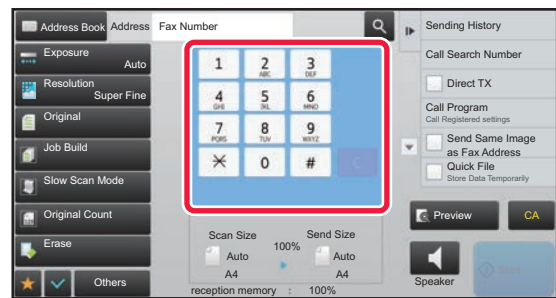 Address Book
Address
Fax Number
Exposure
Auto
Resolution
Super Fine
Original
Job Build
Slow Scan Mode
Original Count
Erase
Others
1
2
ABC
3
DEF
4
GHI
5
JKL
6
MNO
7
PQRS
8
TUV
9
WXYZ
0
#
C
Scan Size
100%
Send Size
Auto
Auto
A4
A4
reception memory : 100%
Sending History
Call Search Number
Direct TX
Call Program
Call Registered settings
Send Same Image
as Fax Address
Quick File
Store Data Temporarily
Preview
CA
Speaker
Start